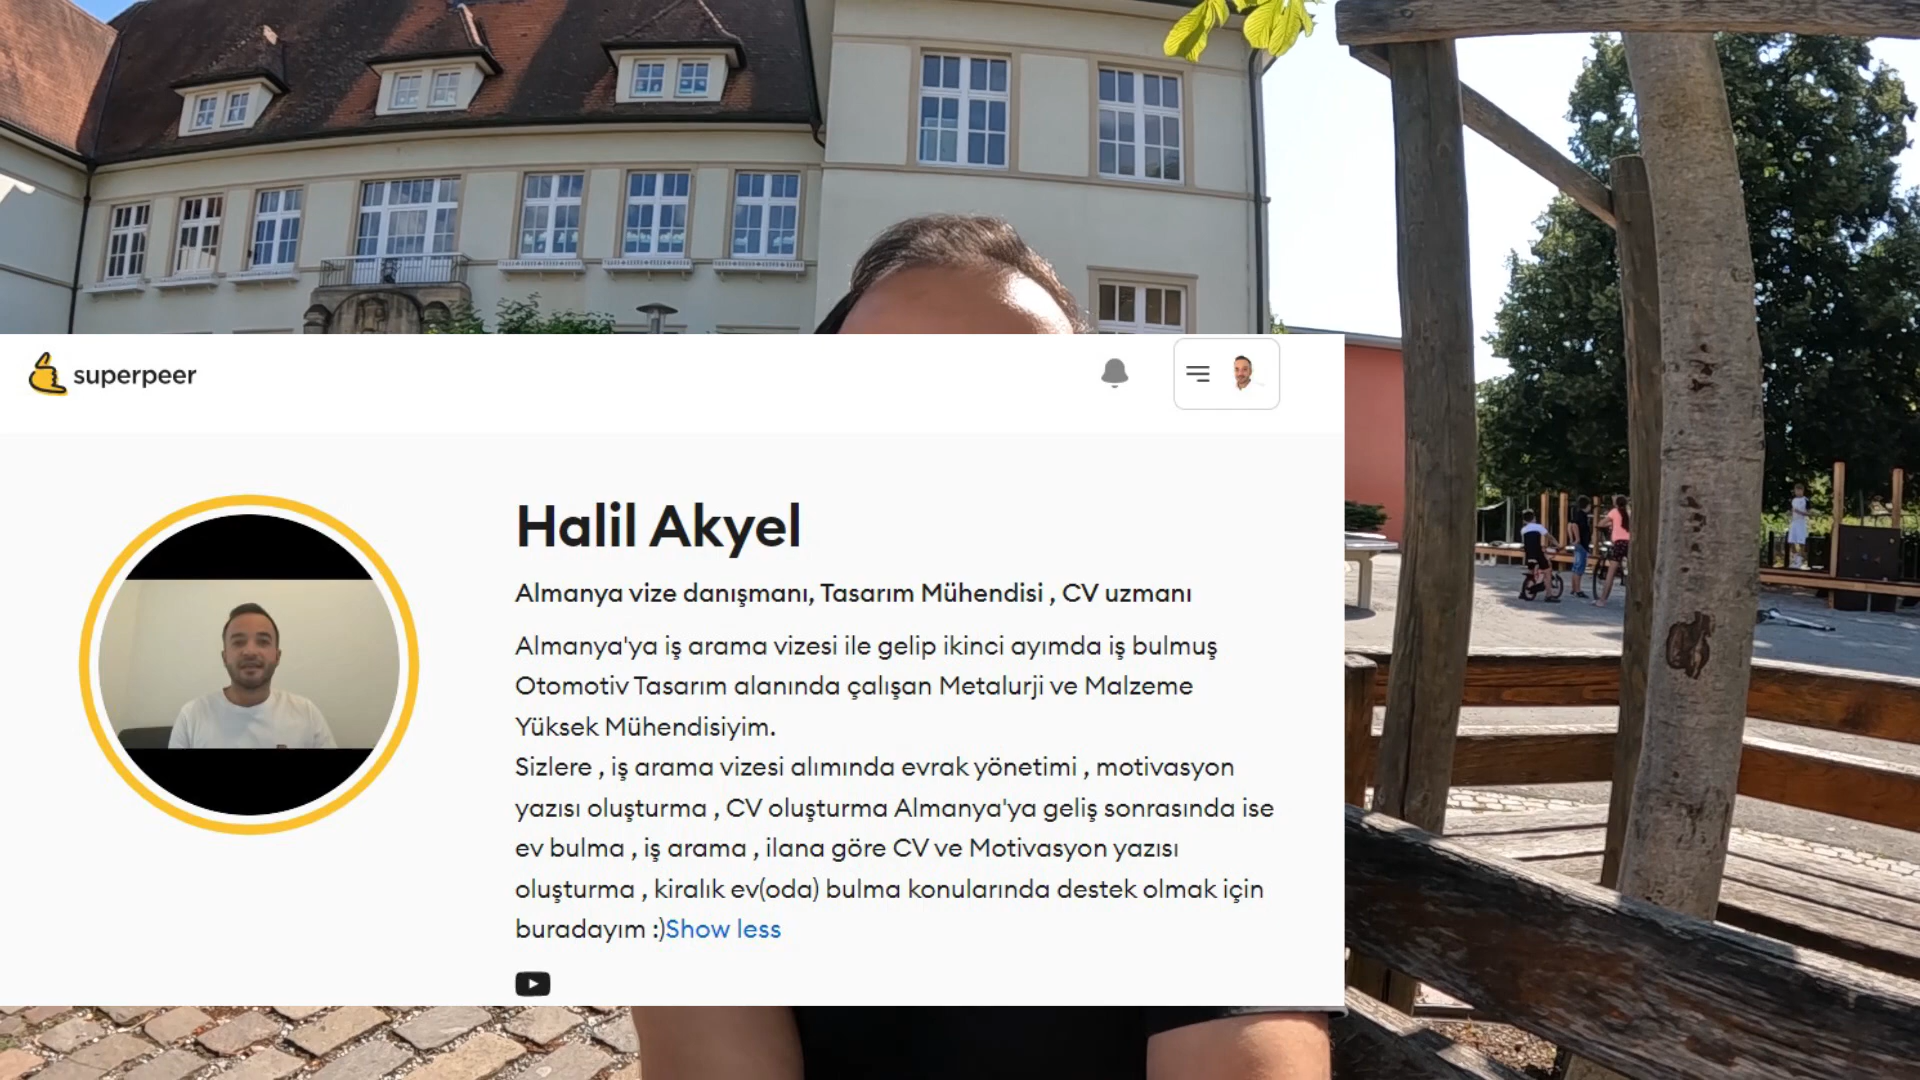 superpeer
Halil Akyel
Almanya vize danışmanı, Tasarım Mühendisi , CV uzmanı
Almanya'ya iş arama vizesi ile gelip ikinci ayımda iş bulmuş
Otomotiv Tasarım alanında çalışan Metalurji ve Malzeme
Yüksek Mühendisiyim.
Sizlere , iş arama vizesi alımında evrak yönetimi , motivasyon
yazısı oluşturma , CV oluşturma Almanya'ya geliş sonrasında ise
ev bulma , iş arama , ilana göre CV ve Motivasyon yazısı
oluşturma , kiralık ev(oda) bulma konularında destek olmak için
buradayım :)Show less